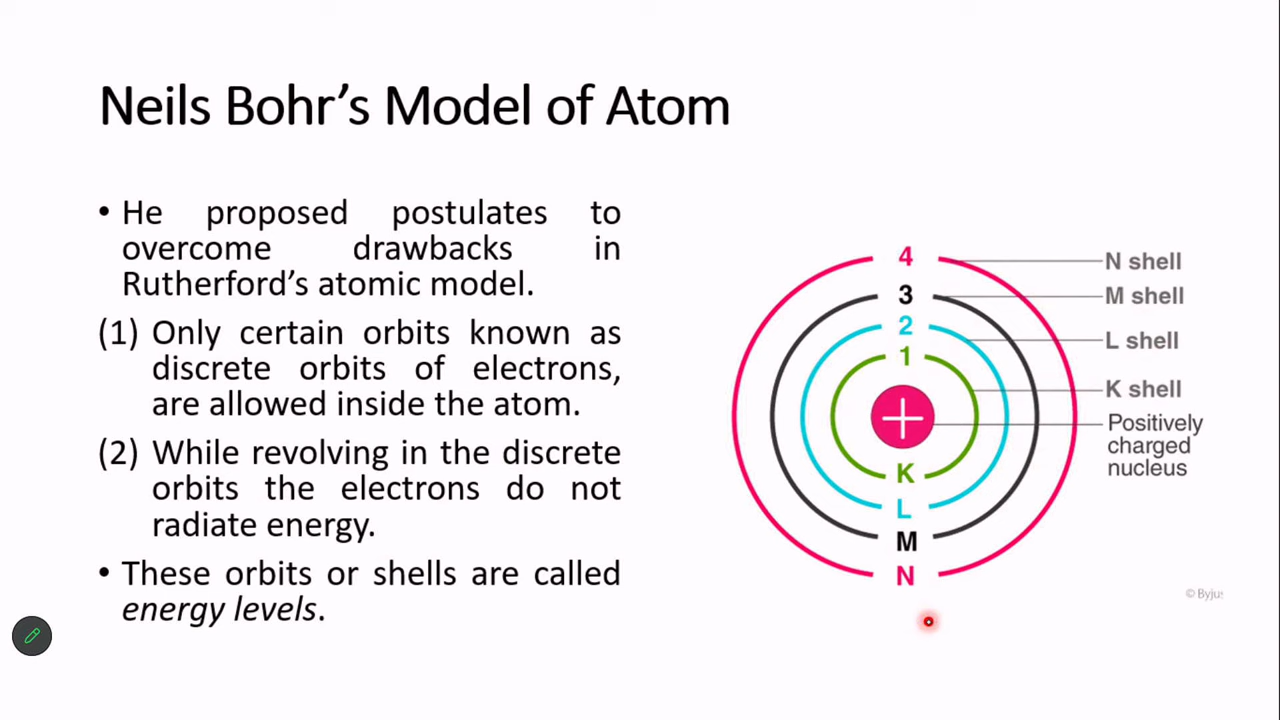 Neils Bohr’s Model of Atom
• He proposed postulates to
overcome drawbacks in
Rutherford’s atomic model.
(1) Only certain orbits known as
discrete orbits of electrons,
are allowed inside the atom.
(2) While revolving in the discrete
orbits the electrons do not
radiate energy.
• These orbits or shells are called
energy levels.
4
3
2
1
+
K
L
M
N
N shell
M shell
L shell
K shell
Positively
charged
nucleus
© Byju